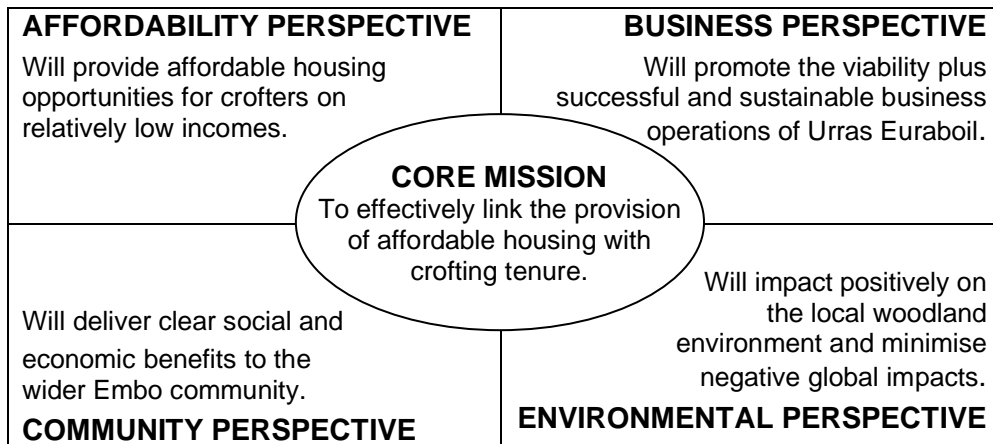 AFFORDABILITY PERSPECTIVE
Will provide affordable housing
opportunities for crofters on
relatively low incomes.
BUSINESS PERSPECTIVE
Will promote the viability plus
successful and sustainable business
operations of Urras Euraboil.
CORE MISSION
To effectively link the provision
of affordable housing with
crofting tenure.
Will deliver clear social and
economic benefits to the
wider Embo community.
COMMUNITY PERSPECTIVE
Will impact positively on
the local woodland
environment and minimise
negative global impacts.
ENVIRONMENTAL PERSPECTIVE